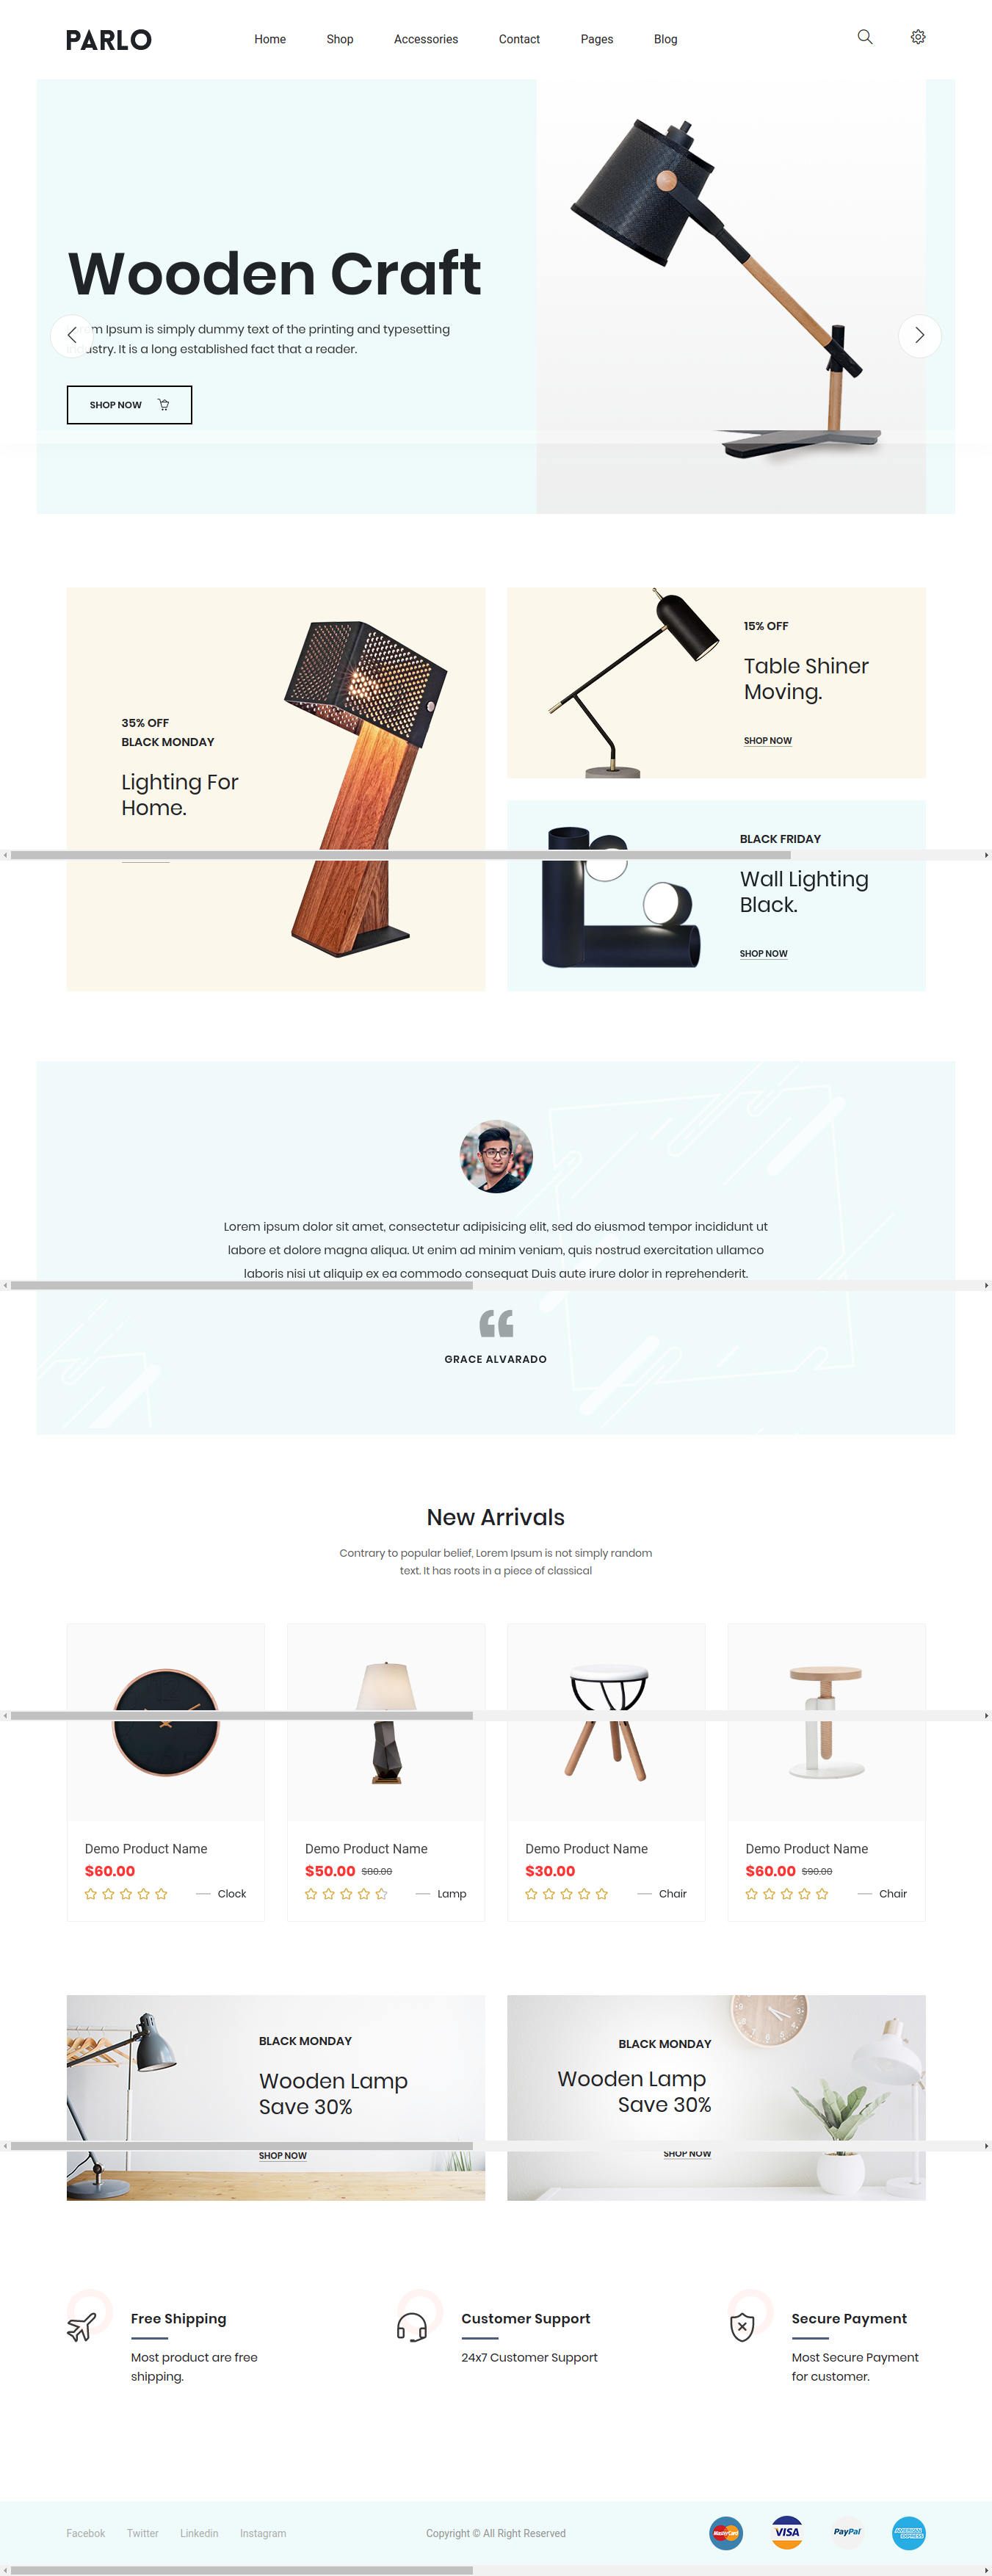 PARLO
Home Shop Accessories Contact Pages Blog
Wooden Craft
Ipsum is simply dummy text of the printing and typesetting
industry. It is a long established fact that a reader.
SHOP NOW
35% OFF
BLACK MONDAY
Lighting For
Home.
15% OFF
Table Shiner
Moving.
SHOP NOW
BLACK FRIDAY
Wall Lighting
Black.
SHOP NOW
Lorem ipsum dolor sit amet, consectetur adipisicing elit, sed do eiusmod tempor incididunt ut
labore et dolore magna aliqua. Ut enim ad minim veniam, quis nostrud exercitation ullamco
laboris nisi ut aliquip ex ea commodo consequat Duis aute irure dolor in reprehenderit.
GRACE ALVARADO
New Arrivals
Contrary to popular belief, Lorem Ipsum is not simply random
text. It has roots in a piece of classical
Demo Product Name
$60.00
Clock
Demo Product Name
$50.00 $80.00
Lamp
Demo Product Name
$30.00
Chair
Demo Product Name
$60.00 $90.00
Chair
BLACK MONDAY
Wooden Lamp
Save 30%
SHOP NOW
BLACK MONDAY
Wooden Lamp
Save 30%
SHOP NOW
Free Shipping
Most product are free
shipping.
Customer Support
24x7 Customer Support
Secure Payment
Most Secure Payment
for customer.
Facebok Twitter Linkedin Instagram
Copyright © All Right Reserved
MasterCard VISA PayPal AMERICAN EXPRESS